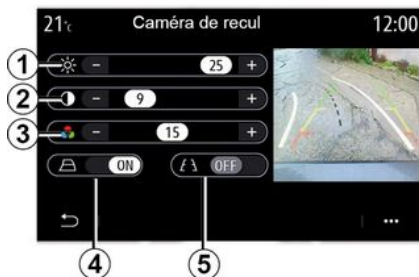 21°c Caméra de recul 12:00
1 - 25 +
2 - 9 +
3 - 15 +
ON OFF
4 5